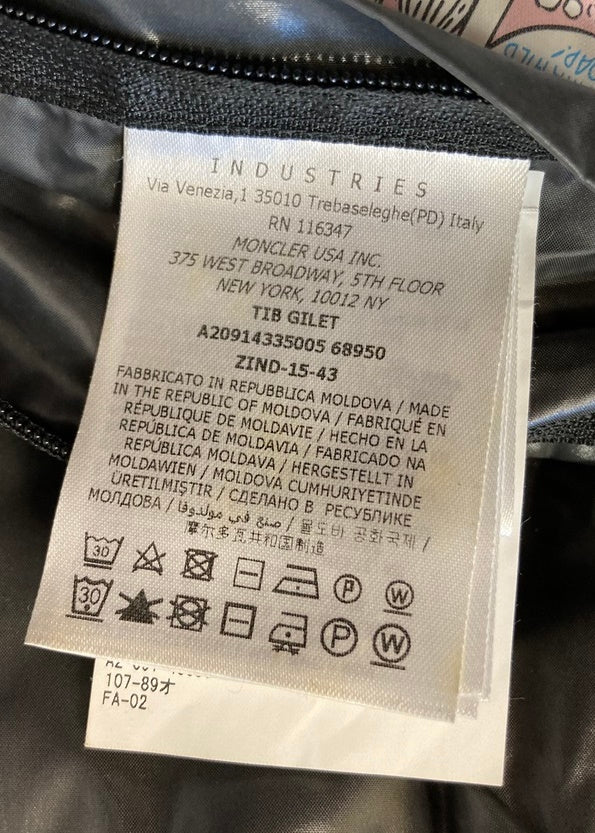 INDUSTRIES
Via Venezia,1 35010 Trebaseleghe(PD) Italy
RN 116347
MONCLER USA INC.
375 WEST BROADWAY, 5TH FLOOR
NEW YORK, 10012 NY
TIB GILET
A20914335005 68950
ZIND-15-43
FABBRICATO IN REPUBBLICA MOLDOVA / MADE
IN THE REPUBLIC OF MOLDOVA / FABRIQUÉ EN
RÉPUBLIQUE DE MOLDAVIE / HECHO EN LA
REPÚBLICA DE MOLDAVIA / FABRICADO NA
REPÚBLICA MOLDAVA / HERGESTELLT IN
MOLDAWIEN / MOLDOVA CUMHURIYETINDE
ÜRETILMIŞTIR / СДЕЛАНО В РЕСПУБЛИКЕ
МОЛДОВА / صنع في مولدوفا / 몰도바 공화국제 /
摩尔多瓦共和国制造
30 P W
30 P W
107-89才
FA-02